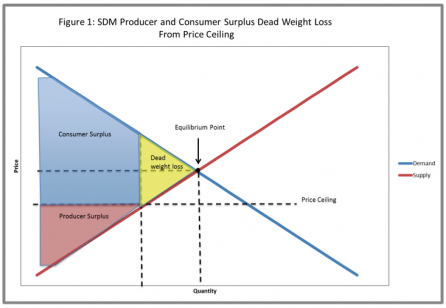 Figure 1: SDM Producer and Consumer Surplus Dead Weight Loss
From Price Ceiling
Equilibrium Point
Consumer Surplus
Dead
weight loss
Demand
Supply
Price
Price Ceiling
Producer Surplus
Quantity